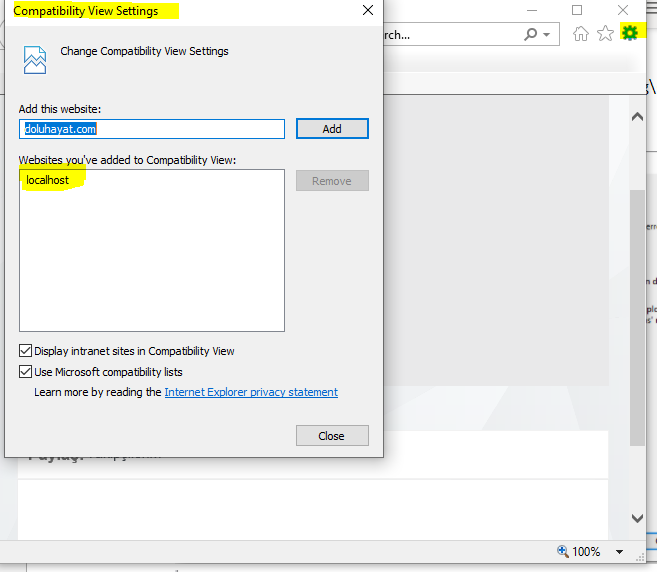 Compatibility View Settings
rch...
Change Compatibility View Settings
Add this website:
doluhayat.com
Add
Websites you've added to Compatibility View:
localhost
Remove
Display intranet sites in Compatibility View
Use Microsoft compatibility lists
Learn more by reading the Internet Explorer privacy statement
Close
100%